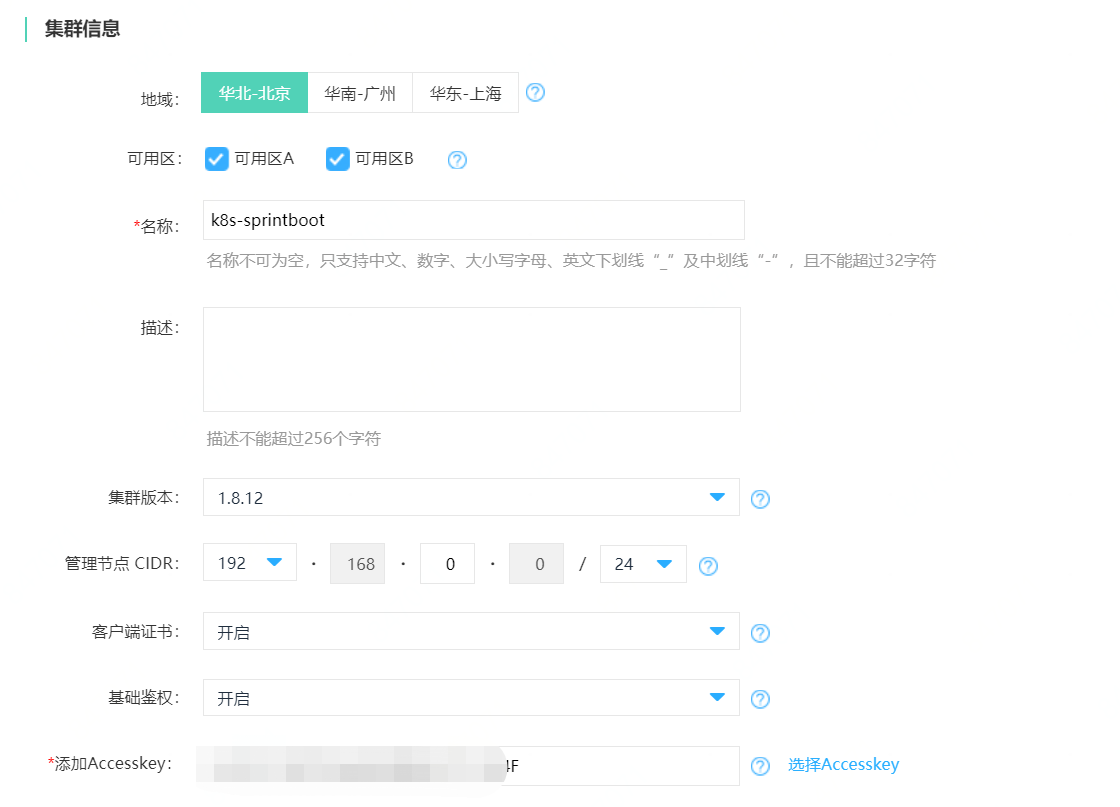 集群信息
地域： 华北-北京 华南-广州 华东-上海
可用区： 可用区A 可用区B
*名称： k8s-sprintboot
名称不可为空，只支持中文、数字、大小写字母、英文下划线“_”及中划线“-”，且不能超过32字符
描述：
描述不能超过256个字符
集群版本： 1.8.12
管理节点 CIDR： 192 · 168 · 0 · 0 / 24
客户端证书： 开启
基础鉴权： 开启
*添加Accesskey： 4F 选择Accesskey